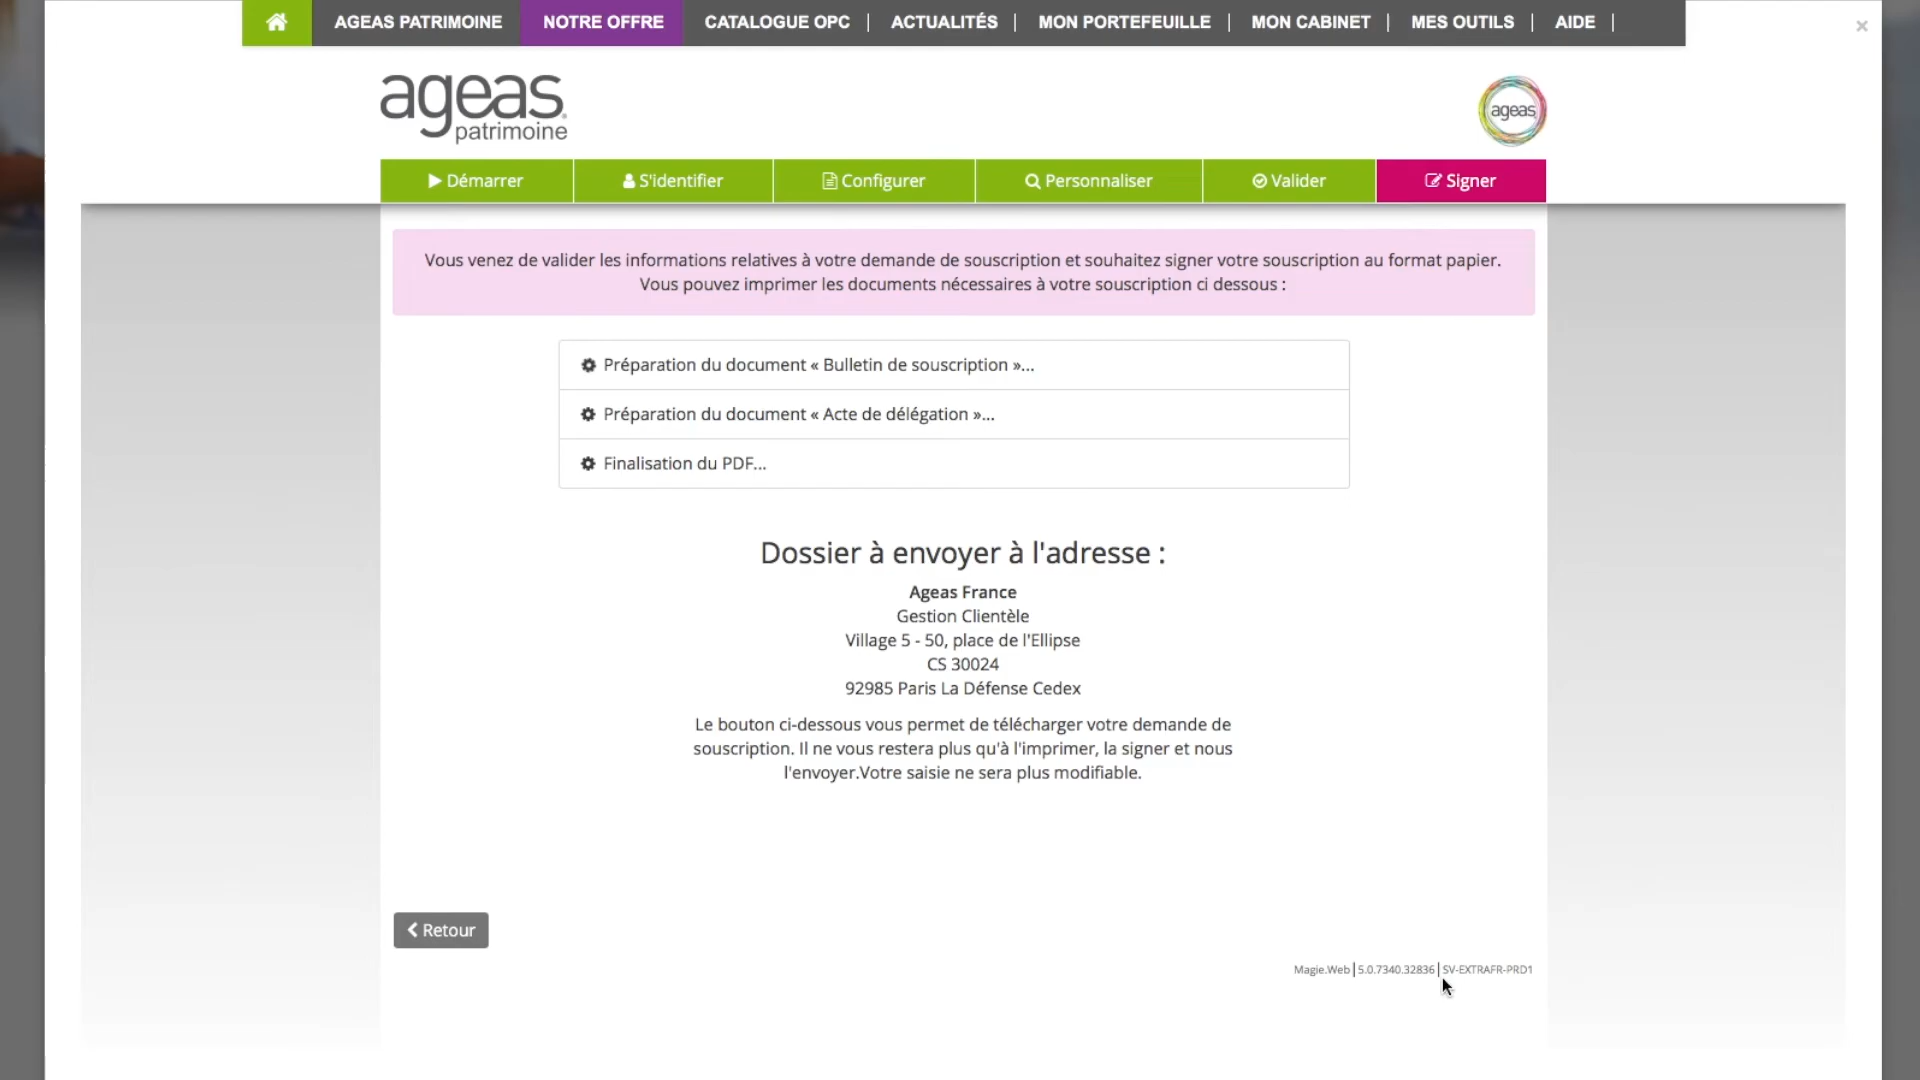 AGEAS PATRIMOINE NOTRE OFFRE CATALOGUE OPC | ACTUALITÉS | MON PORTEFEUILLE | MON CABINET | MES OUTILS | AIDE |
×
ageas
patrimoine
ageas
Démarrer S'identifier Configurer Personnaliser Valider Signer
Vous venez de valider les informations relatives à votre demande de souscription et souhaitez signer votre souscription au format papier.
Vous pouvez imprimer les documents nécessaires à votre souscription ci dessous :
Préparation du document « Bulletin de souscription »...
Préparation du document « Acte de délégation »...
Finalisation du PDF...
Dossier à envoyer à l'adresse :
Ageas France
Gestion Clientèle
Village 5 - 50, place de l'Ellipse
CS 30024
92985 Paris La Défense Cedex
Le bouton ci-dessous vous permet de télécharger votre demande de
souscription. Il ne vous restera plus qu'à l'imprimer, la signer et nous
l'envoyer.Votre saisie ne sera plus modifiable.
Retour
Magie.Web | 5.0.7340.32836 | SV-EXTRAFR-PRD1